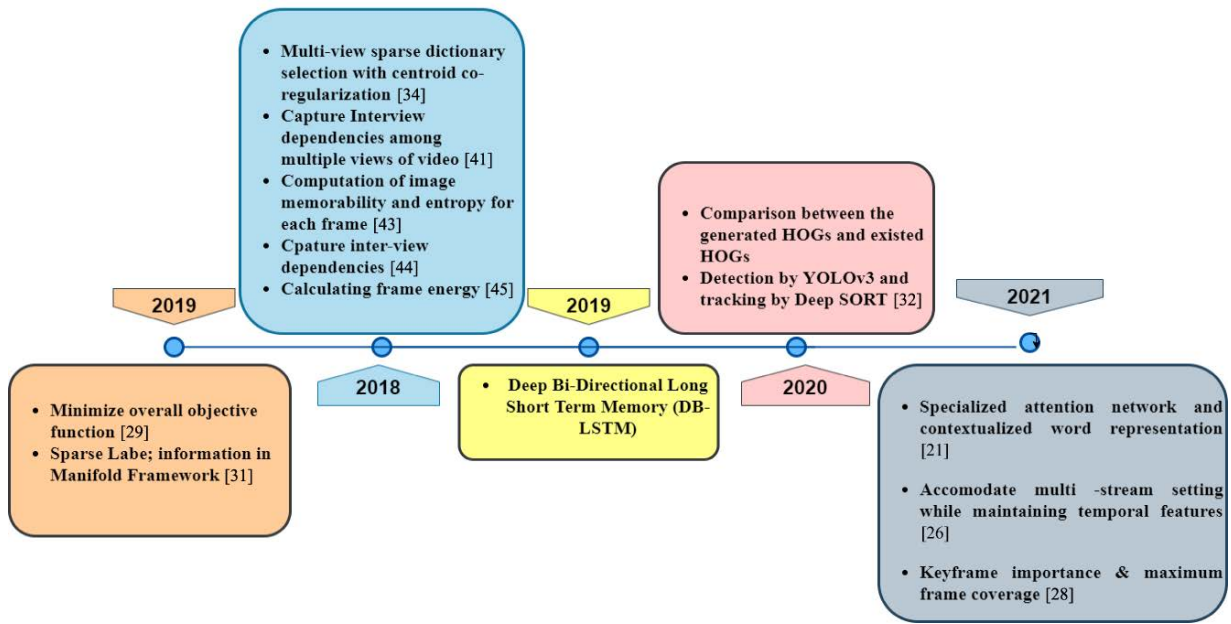 2019
• Minimize overall objective
function [29]
• Sparse Labe; information in
Manifold Framework [31]
• Multi-view sparse dictionary
selection with centroid co-
regularization [34]
• Capture Interview
dependencies among
multiple views of video [41]
• Computation of image
memorability and entropy for
each frame [43]
• Cpature inter-view
dependencies [44]
• Calculating frame energy [45]
2018
2019
• Deep Bi-Directional Long
Short Term Memory (DB-
LSTM)
• Comparison between the
generated HOGs and existed
HOGs
• Detection by YOLOv3 and
tracking by Deep SORT [32]
2020
2021
• Specialized attention network and
contextualized word representation
[21]
• Accomodate multi -stream setting
while maintaining temporal features
[26]
• Keyframe importance & maximum
frame coverage [28]